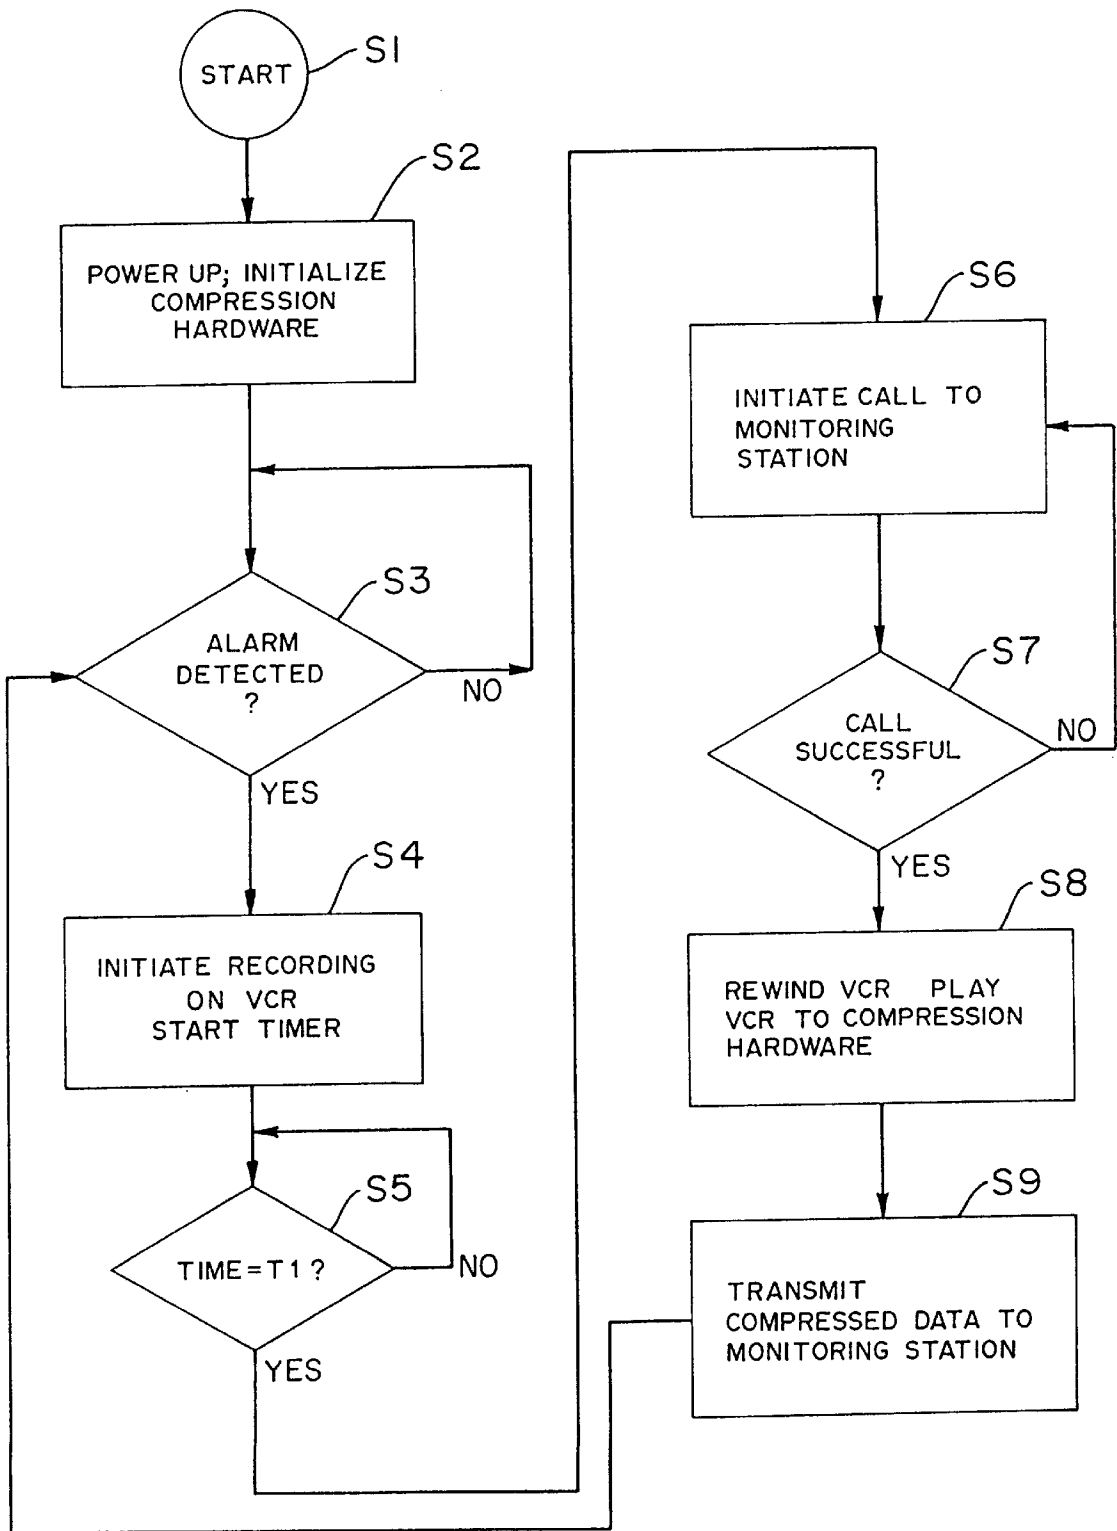 START
S1
S2
POWER UP; INITIALIZE
COMPRESSION
HARDWARE
S3
ALARM
DETECTED
?
NO
YES
S4
INITIATE RECORDING
ON VCR
START TIMER
S5
TIME=T1?
NO
YES
S6
INITIATE CALL TO
MONITORING
STATION
S7
CALL
SUCCESSFUL
?
NO
YES
S8
REWIND VCR PLAY
VCR TO COMPRESSION
HARDWARE
S9
TRANSMIT
COMPRESSED DATA TO
MONITORING STATION